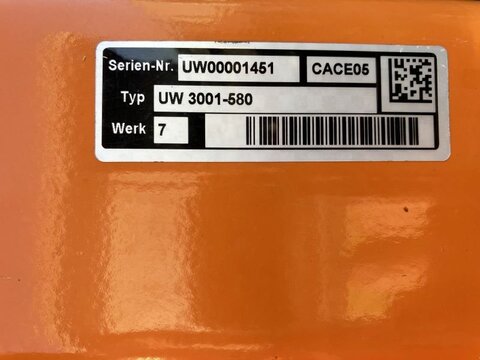 Serien-Nr. UW00001451 CACE05
Typ UW 3001-580
Werk 7